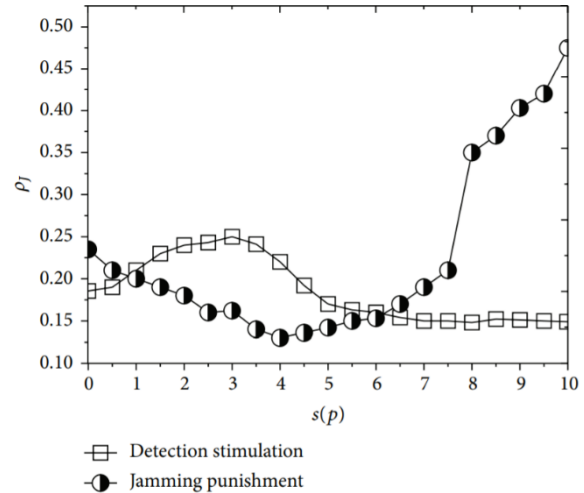 0.50
0.45
0.40
0.35
0.30
0.25
0.20
0.15
0.10
ρJ
0 1 2 3 4 5 6 7 8 9 10
s(p)
Detection stimulation
Jamming punishment